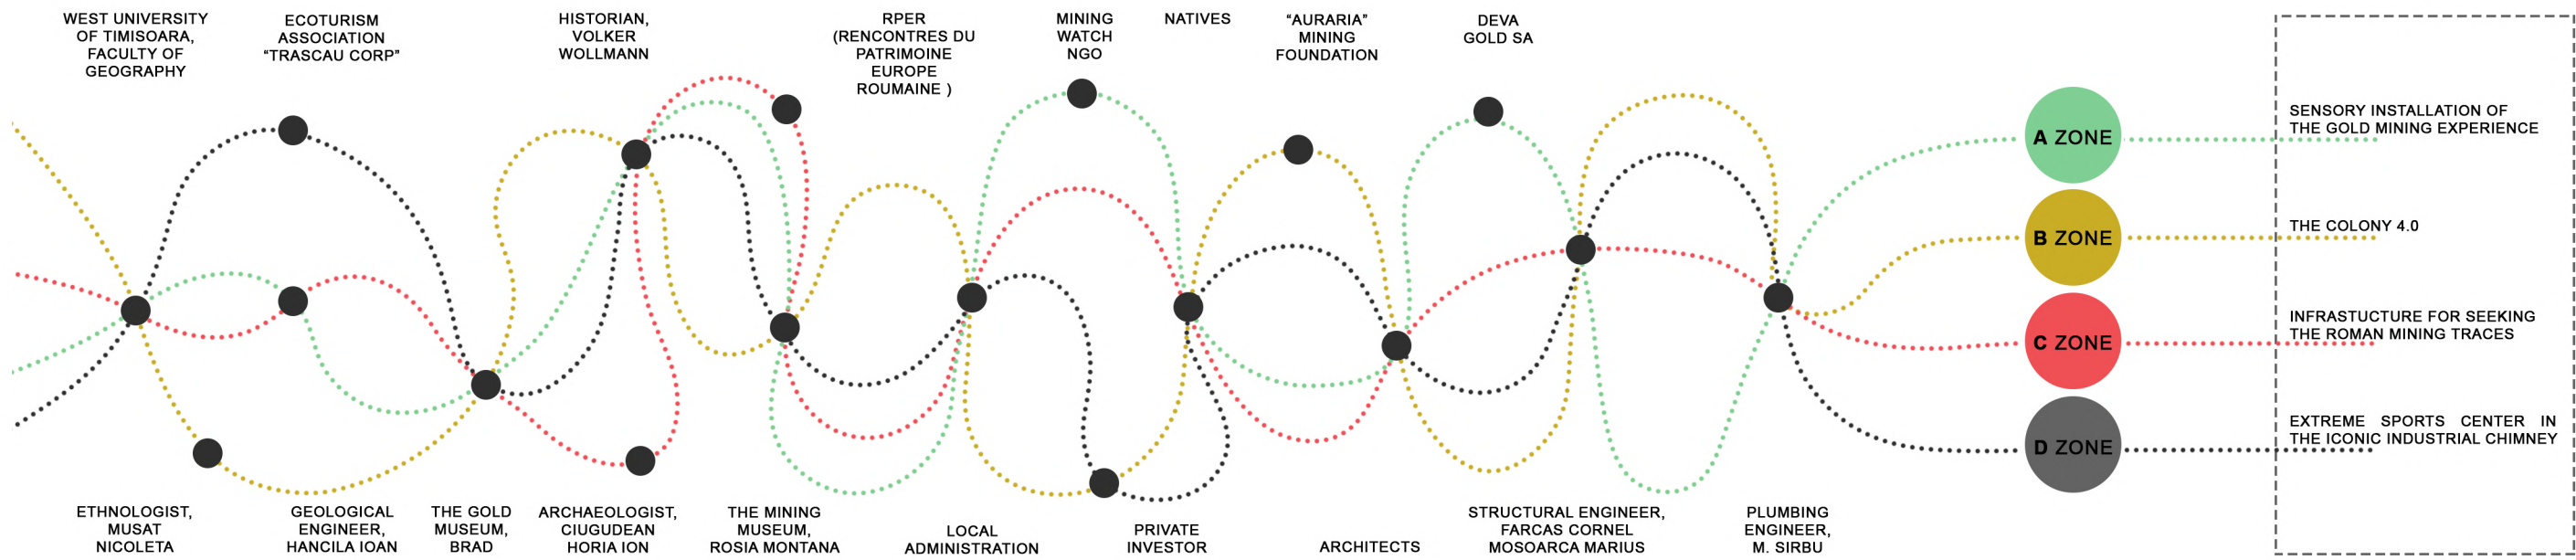 WEST UNIVERSITY
OF TIMISOARA,
FACULTY OF
GEOGRAPHY
ECOTURISM
ASSOCIATION
“TRASCAU CORP”
HISTORIAN,
VOLKER
WOLLMANN
RPER
(RENCONTRES DU
PATRIMOINE
EUROPE
ROUMAINE )
MINING
WATCH
NGO
NATIVES
“AURARIA”
MINING
FOUNDATION
DEVA
GOLD SA
A ZONE
SENSORY INSTALLATION OF
THE GOLD MINING EXPERIENCE
B ZONE
THE COLONY 4.0
C ZONE
INFRASTUCTURE FOR SEEKING
THE ROMAN MINING TRACES
D ZONE
EXTREME SPORTS CENTER IN
THE ICONIC INDUSTRIAL CHIMNEY
ETHNOLOGIST,
MUSAT
NICOLETA
GEOLOGICAL
ENGINEER,
HANCILA IOAN
THE GOLD
MUSEUM,
BRAD
ARCHAEOLOGIST,
CIUGUDEAN
HORIA ION
THE MINING
MUSEUM,
ROSIA MONTANA
LOCAL
ADMINISTRATION
PRIVATE
INVESTOR
ARCHITECTS
STRUCTURAL ENGINEER,
FARCAS CORNEL
MOSOARCA MARIUS
PLUMBING
ENGINEER,
M. SIRBU